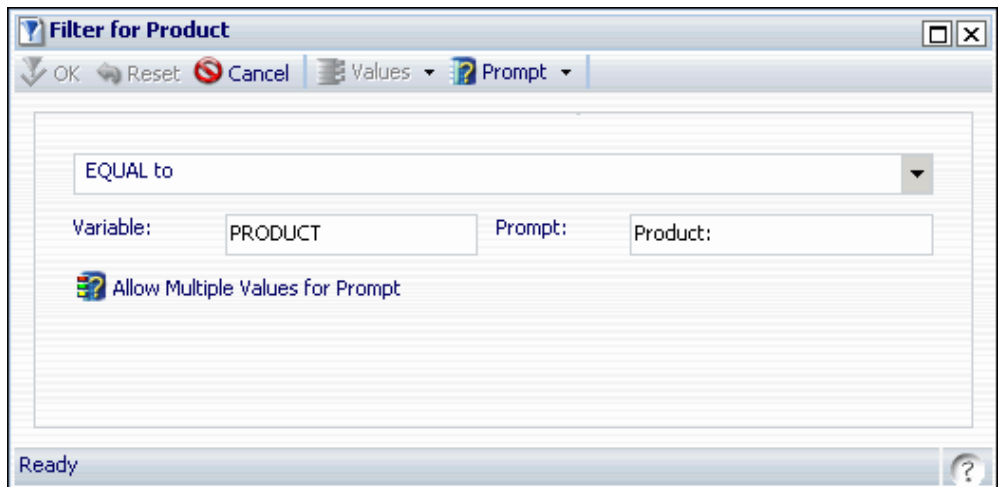 Filter for Product
OK Reset Cancel Values Prompt
EQUAL to
Variable: PRODUCT Prompt: Product:
Allow Multiple Values for Prompt
Ready ?